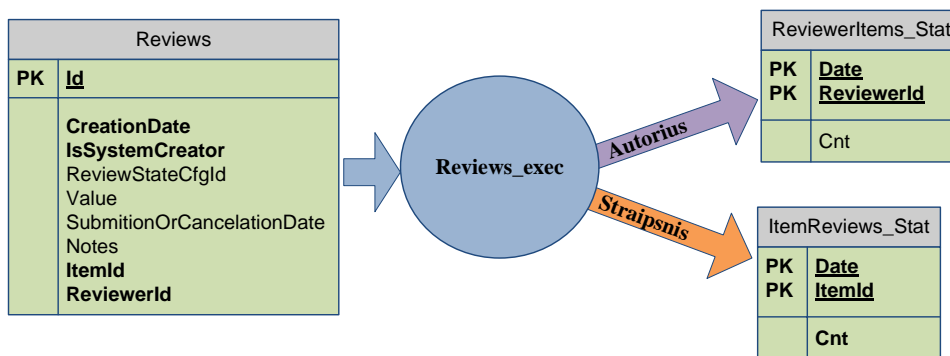 Reviews
PK Id
CreationDate
IsSystemCreator
ReviewStateCfgId
Value
SubmitionOrCancelationDate
Notes
ItemId
ReviewerId
Reviews_exec
Autorius
Straipsnis
ReviewerItems_Stat
PK Date
PK ReviewerId
Cnt
ItemReviews_Stat
PK Date
PK ItemId
Cnt